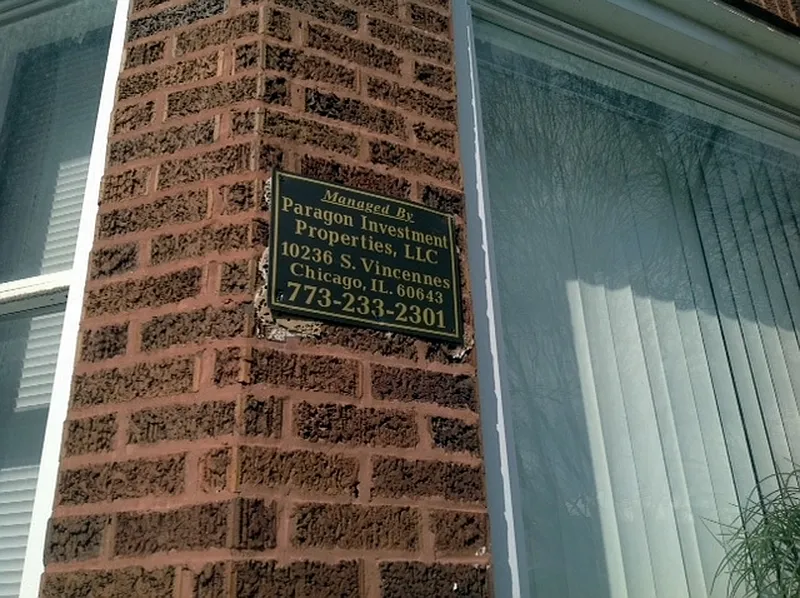 Managed By
Paragon Investment
Properties, LLC
10236 S. Vincennes
Chicago, IL. 60643
773-233-2301